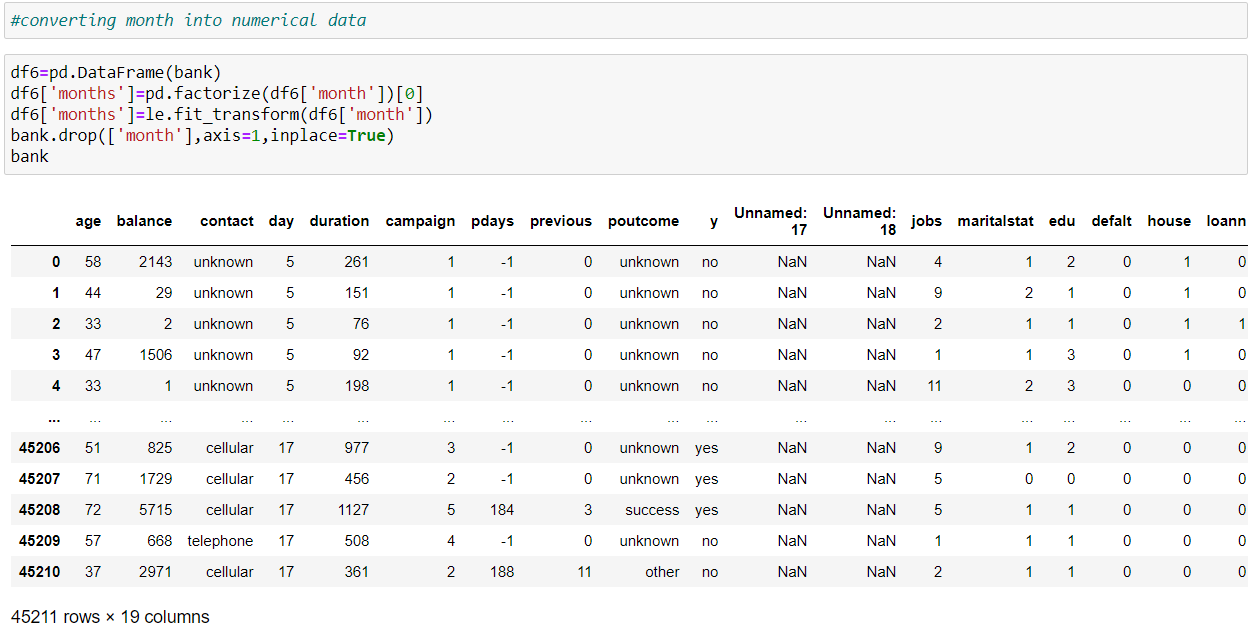 #converting month into numerical data
df6=pd.DataFrame(bank)
df6['months']=pd.factorize(df6['month'])[0]
df6['months']=le.fit_transform(df6['month'])
bank.drop(['month'],axis=1,inplace=True)
bank
age balance contact day duration campaign pdays previous poutcome y Unnamed: 17 Unnamed: 18 jobs maritalstat edu defalt house loann
0 58 2143 unknown 5 261 1 -1 0 unknown no NaN NaN 4 1 2 0 1 0
1 44 29 unknown 5 151 1 -1 0 unknown no NaN NaN 9 2 1 0 1 0
2 33 2 unknown 5 76 1 -1 0 unknown no NaN NaN 2 1 1 0 1 1
3 47 1506 unknown 5 92 1 -1 0 unknown no NaN NaN 1 1 3 0 1 0
4 33 1 unknown 5 198 1 -1 0 unknown no NaN NaN 11 2 3 0 0 0
... ... ... ... ... ... ... ... ... ... ... ... ... ... ... ... ... ... ...
45206 51 825 cellular 17 977 3 -1 0 unknown yes NaN NaN 9 1 2 0 0 0
45207 71 1729 cellular 17 456 2 -1 0 unknown yes NaN NaN 5 0 0 0 0 0
45208 72 5715 cellular 17 1127 5 184 3 success yes NaN NaN 5 1 1 0 0 0
45209 57 668 telephone 17 508 4 -1 0 unknown no NaN NaN 1 1 1 0 0 0
45210 37 2971 cellular 17 361 2 188 11 other no NaN NaN 2 1 1 0 0 0
45211 rows × 19 columns